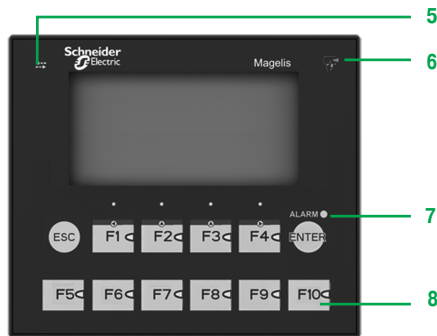 5
Schneider
Electric
Magelis
6
ALARM
7
ESC F1 F2 F3 F4 ENTER
F5 F6 F7 F8 F9 F10
8